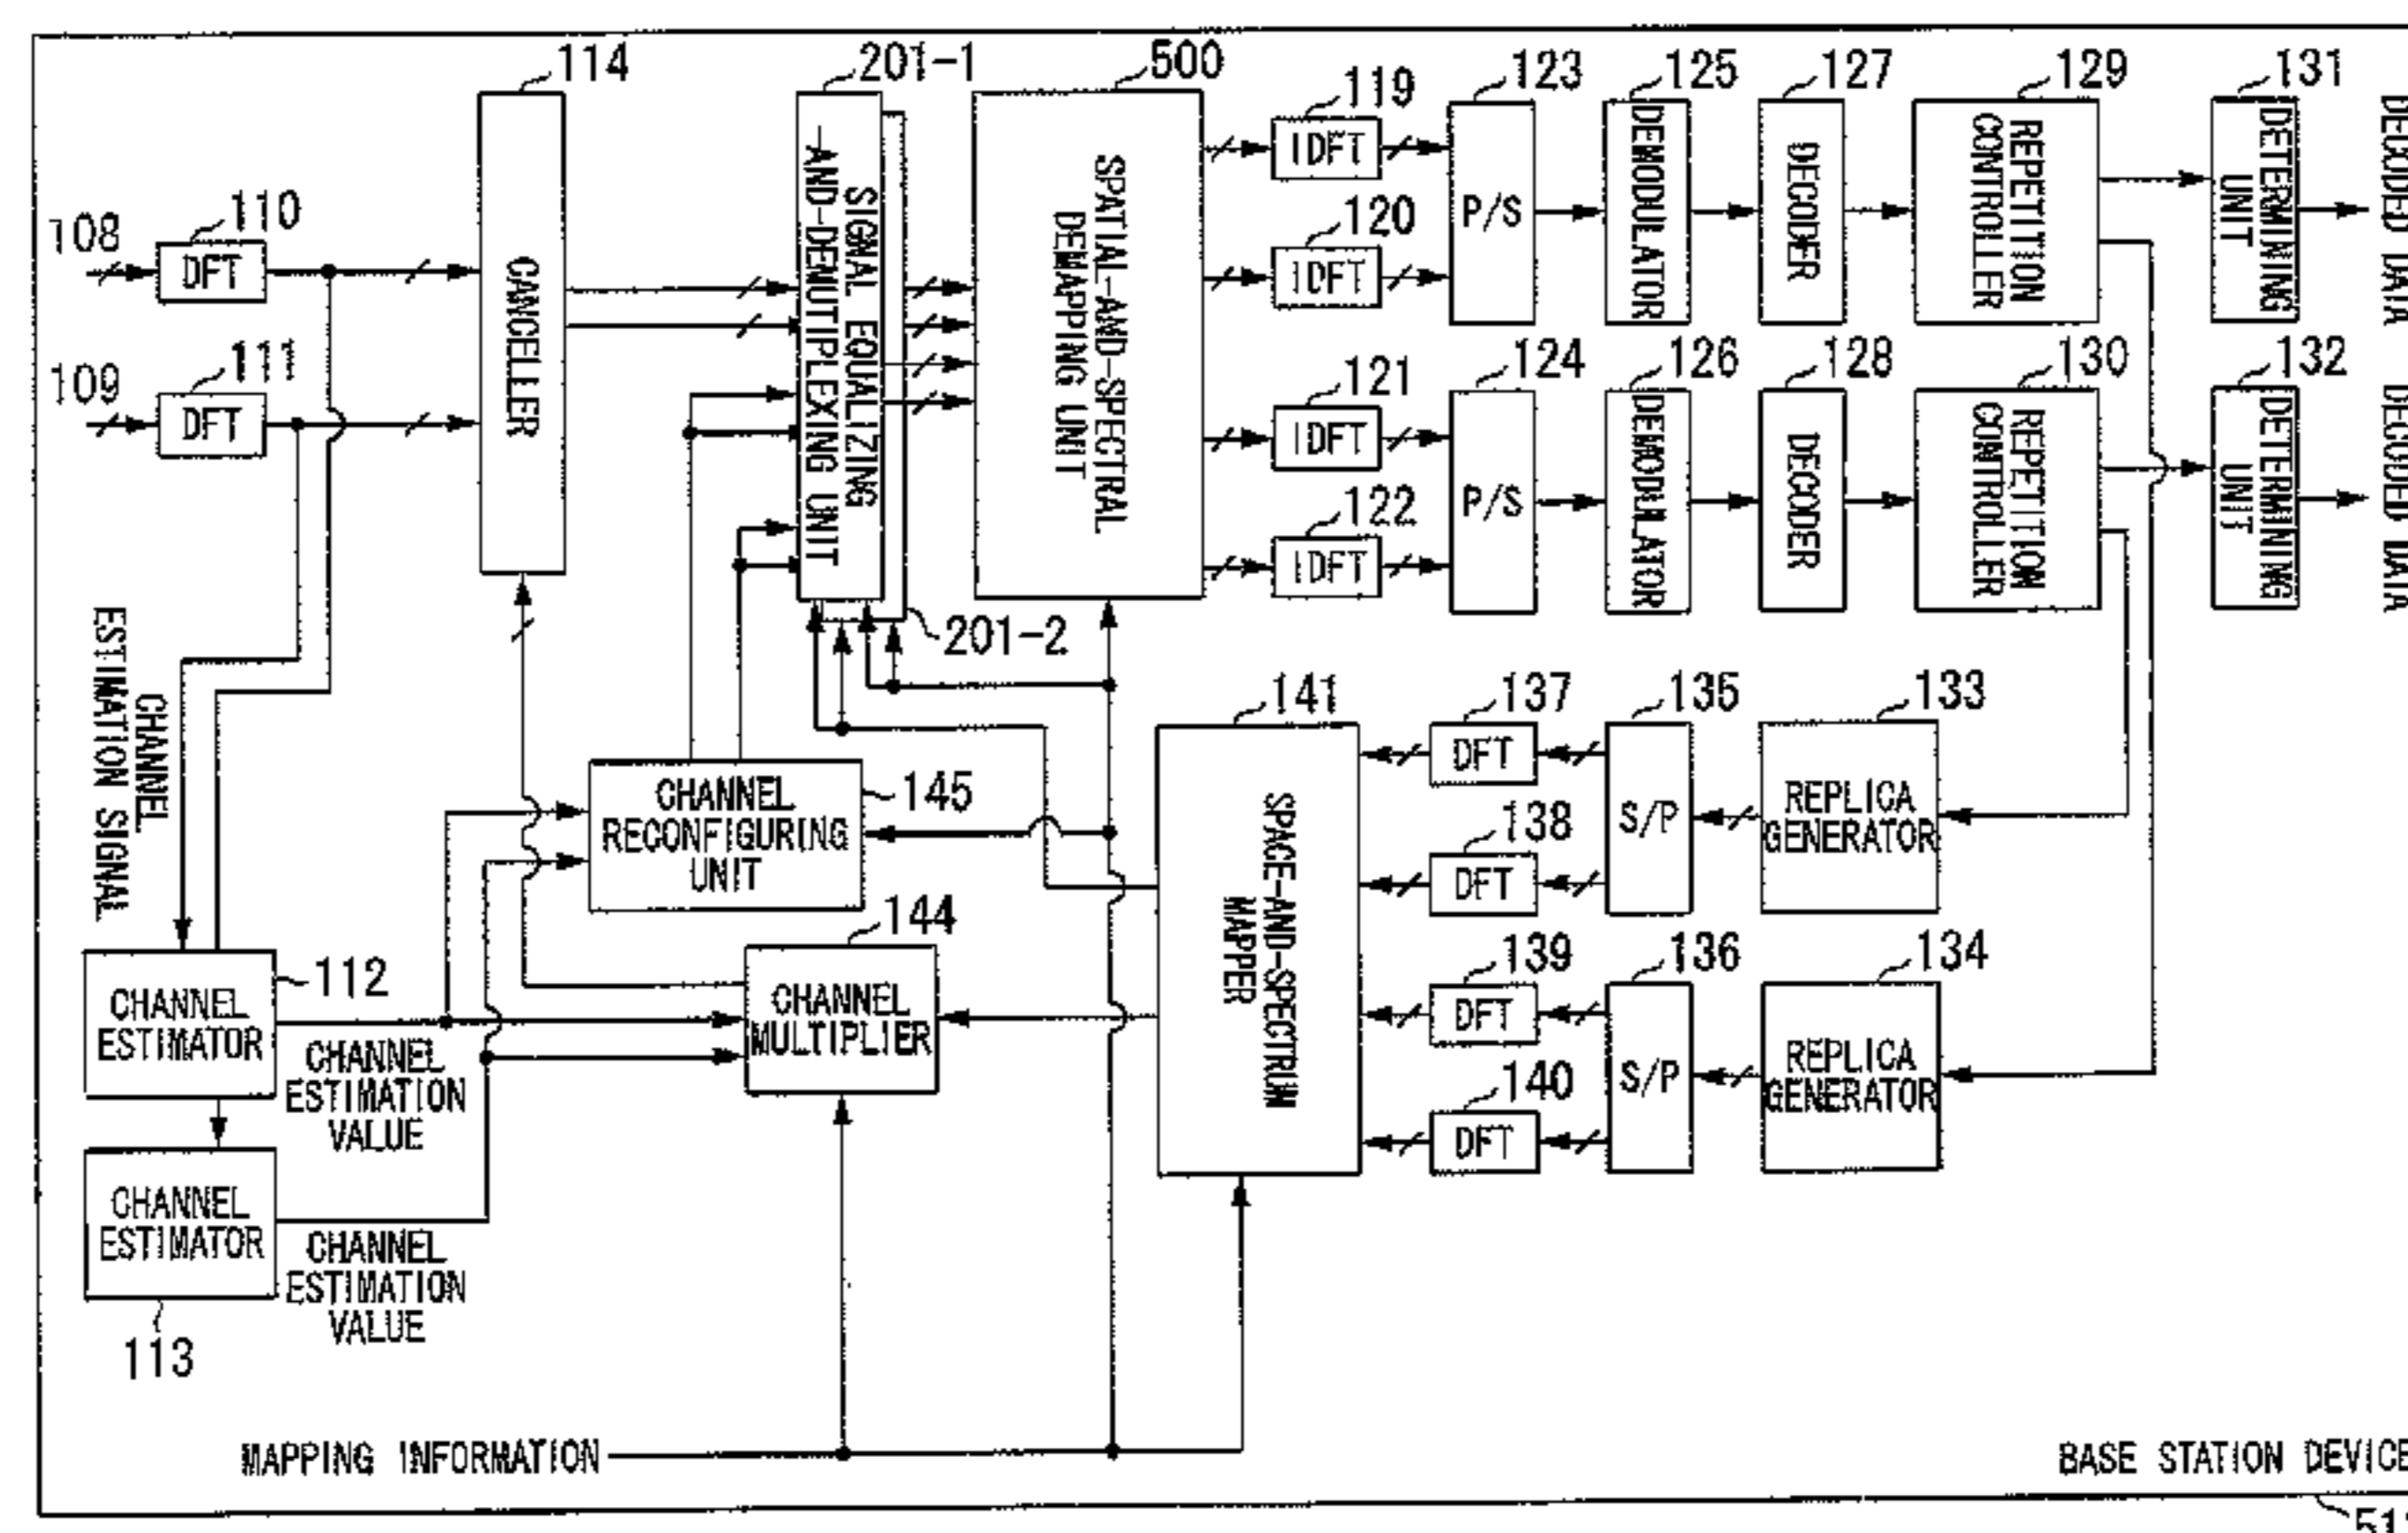 114
201-1
500
119
123
125
127
129
131
108
110
DFT
109
111
DFT
CANCELLER
SIGNAL EQUALIZING
-AND-DEMUTIPLEXING UNIT
201-2
SPATIAL-AND-SPECTRAL
DEMAPPING UNIT
IDFT
120
IDFT
121
IDFT
122
IDFT
P/S
124
P/S
DEMODULATOR
126
DEMODULATOR
DECODER
128
DECODER
REPETITION
CONTROLLER
130
REPETITION
CONTROLLER
DETERMINING
UNIT
132
DETERMINING
UNIT
DECODED DATA
DECODED DATA
CHANNEL
ESTIMATION SIGNAL
112
CHANNEL
ESTIMATOR
CHANNEL
ESTIMATION
VALUE
CHANNEL
ESTIMATOR
113
CHANNEL
ESTIMATION
VALUE
145
CHANNEL
RECONFIGURING
UNIT
144
CHANNEL
MULTIPLIER
141
SPACE-AND-SPECTRUM
MAPPER
137
DFT
138
DFT
139
DFT
140
DFT
135
S/P
136
S/P
133
REPLICA
GENERATOR
134
REPLICA
GENERATOR
MAPPING INFORMATION
BASE STATION DEVICE